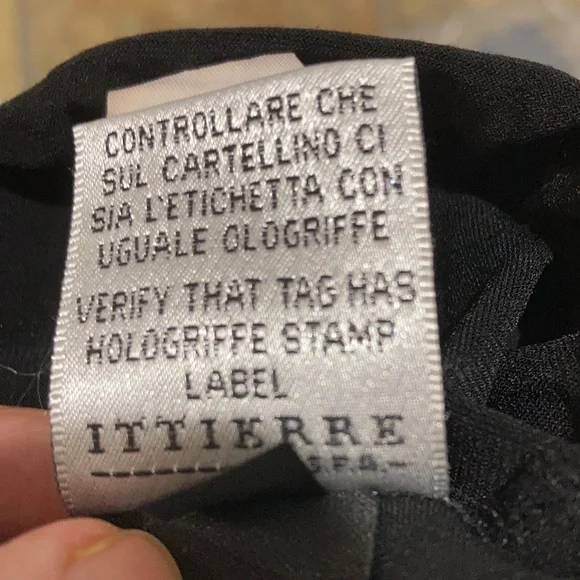 CONTROLLARE CHE
SUL CARTELLINO CI
SIA L'ETICHETTA CON
UGUALE OLOGRIFFE
VERIFY THAT TAG HAS
HOLOGRIFFE STAMP
LABEL
ITTIERRE
S.P.A.